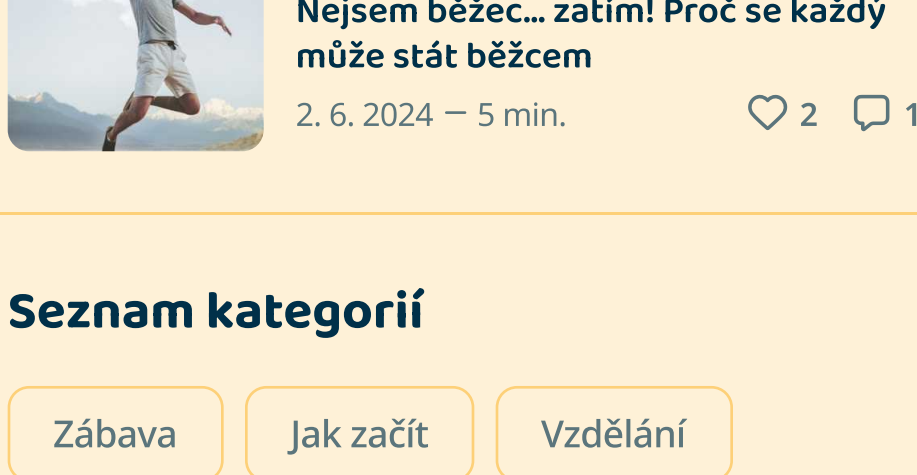 Nejsem běžec... zatím! Proč se každý
může stát běžcem
2. 6. 2024 — 5 min.
2
1
Seznam kategorií
Zábava
Jak začít
Vzdělání